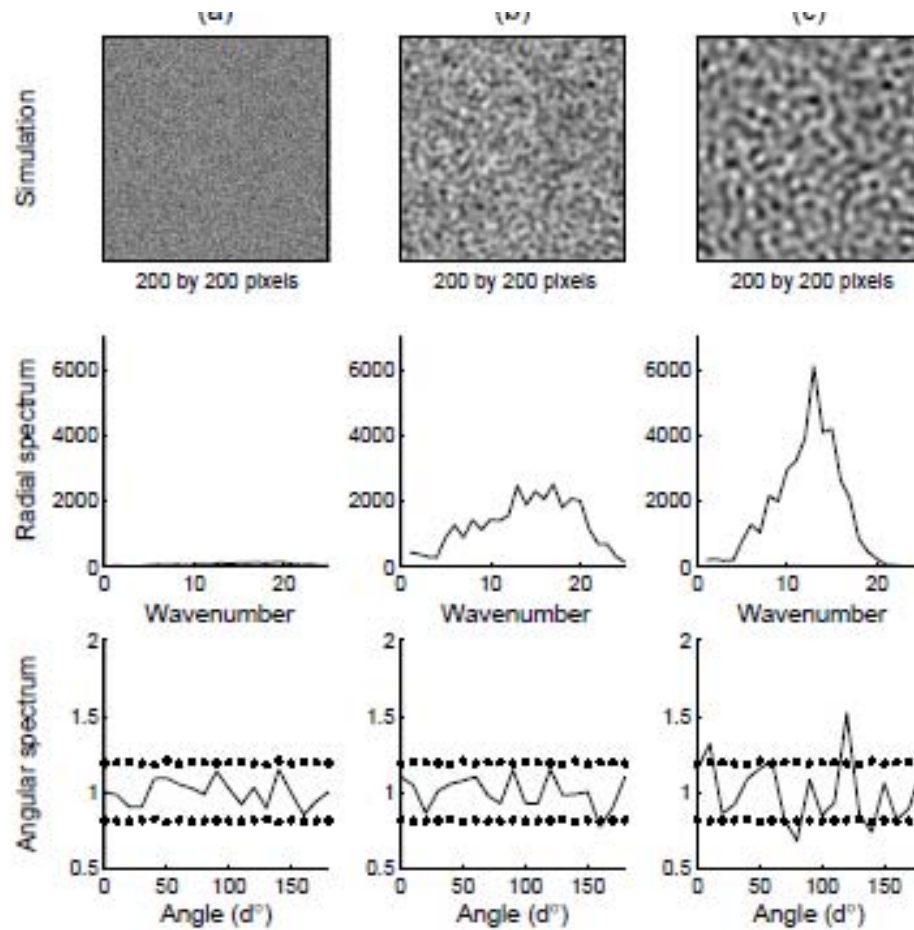 (a) (b) (c)
Simulation
200 by 200 pixels 200 by 200 pixels 200 by 200 pixels
Radial spectrum
6000 6000 6000
4000 4000 4000
2000 2000 2000
0 0 0
0 10 20 0 10 20 0 10 20
Wavenumber Wavenumber Wavenumber
Angular spectrum
2 2 2
1.5 1.5 1.5
1 1 1
0.5 0.5 0.5
0 50 100 150 0 50 100 150 0 50 100 150
Angle (d°) Angle (d°) Angle (d°)